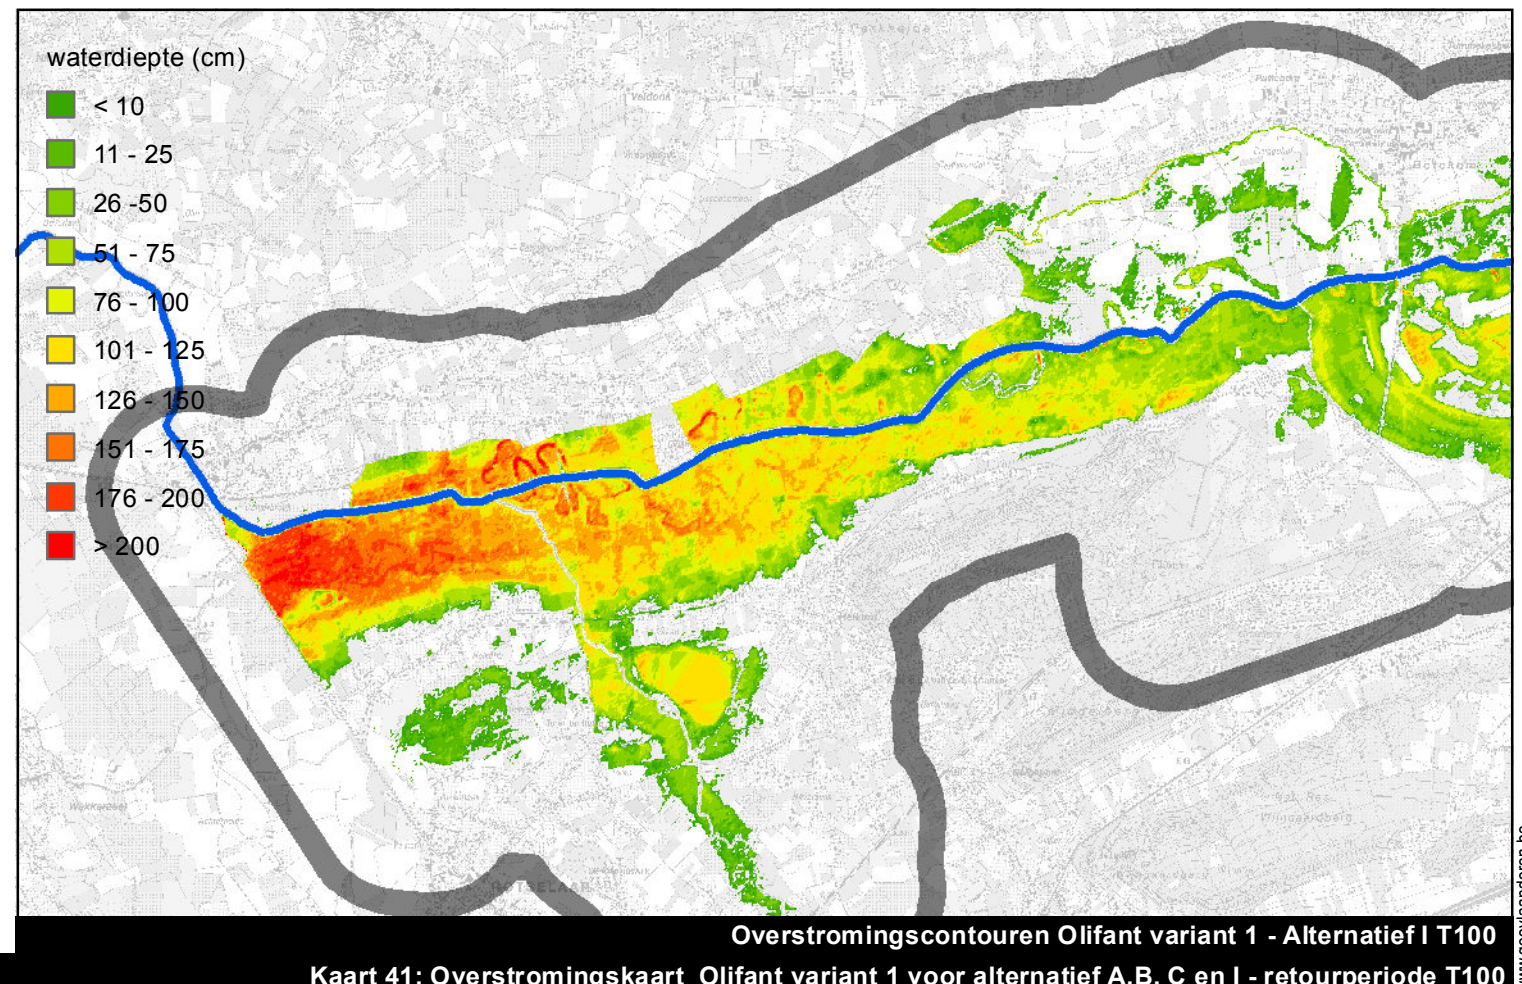 waterdiepte (cm)
< 10
11 - 25
26 -50
51 - 75
76 - 100
101 - 125
126 - 150
151 - 175
176 - 200
> 200
ROTSELAAR
Overstromingscontouren Olifant variant 1 - Alternatief I T100
Kaart 41: Overstromingskaart Olifant variant 1 voor alternatief A,B, C en I - retourperiode T100